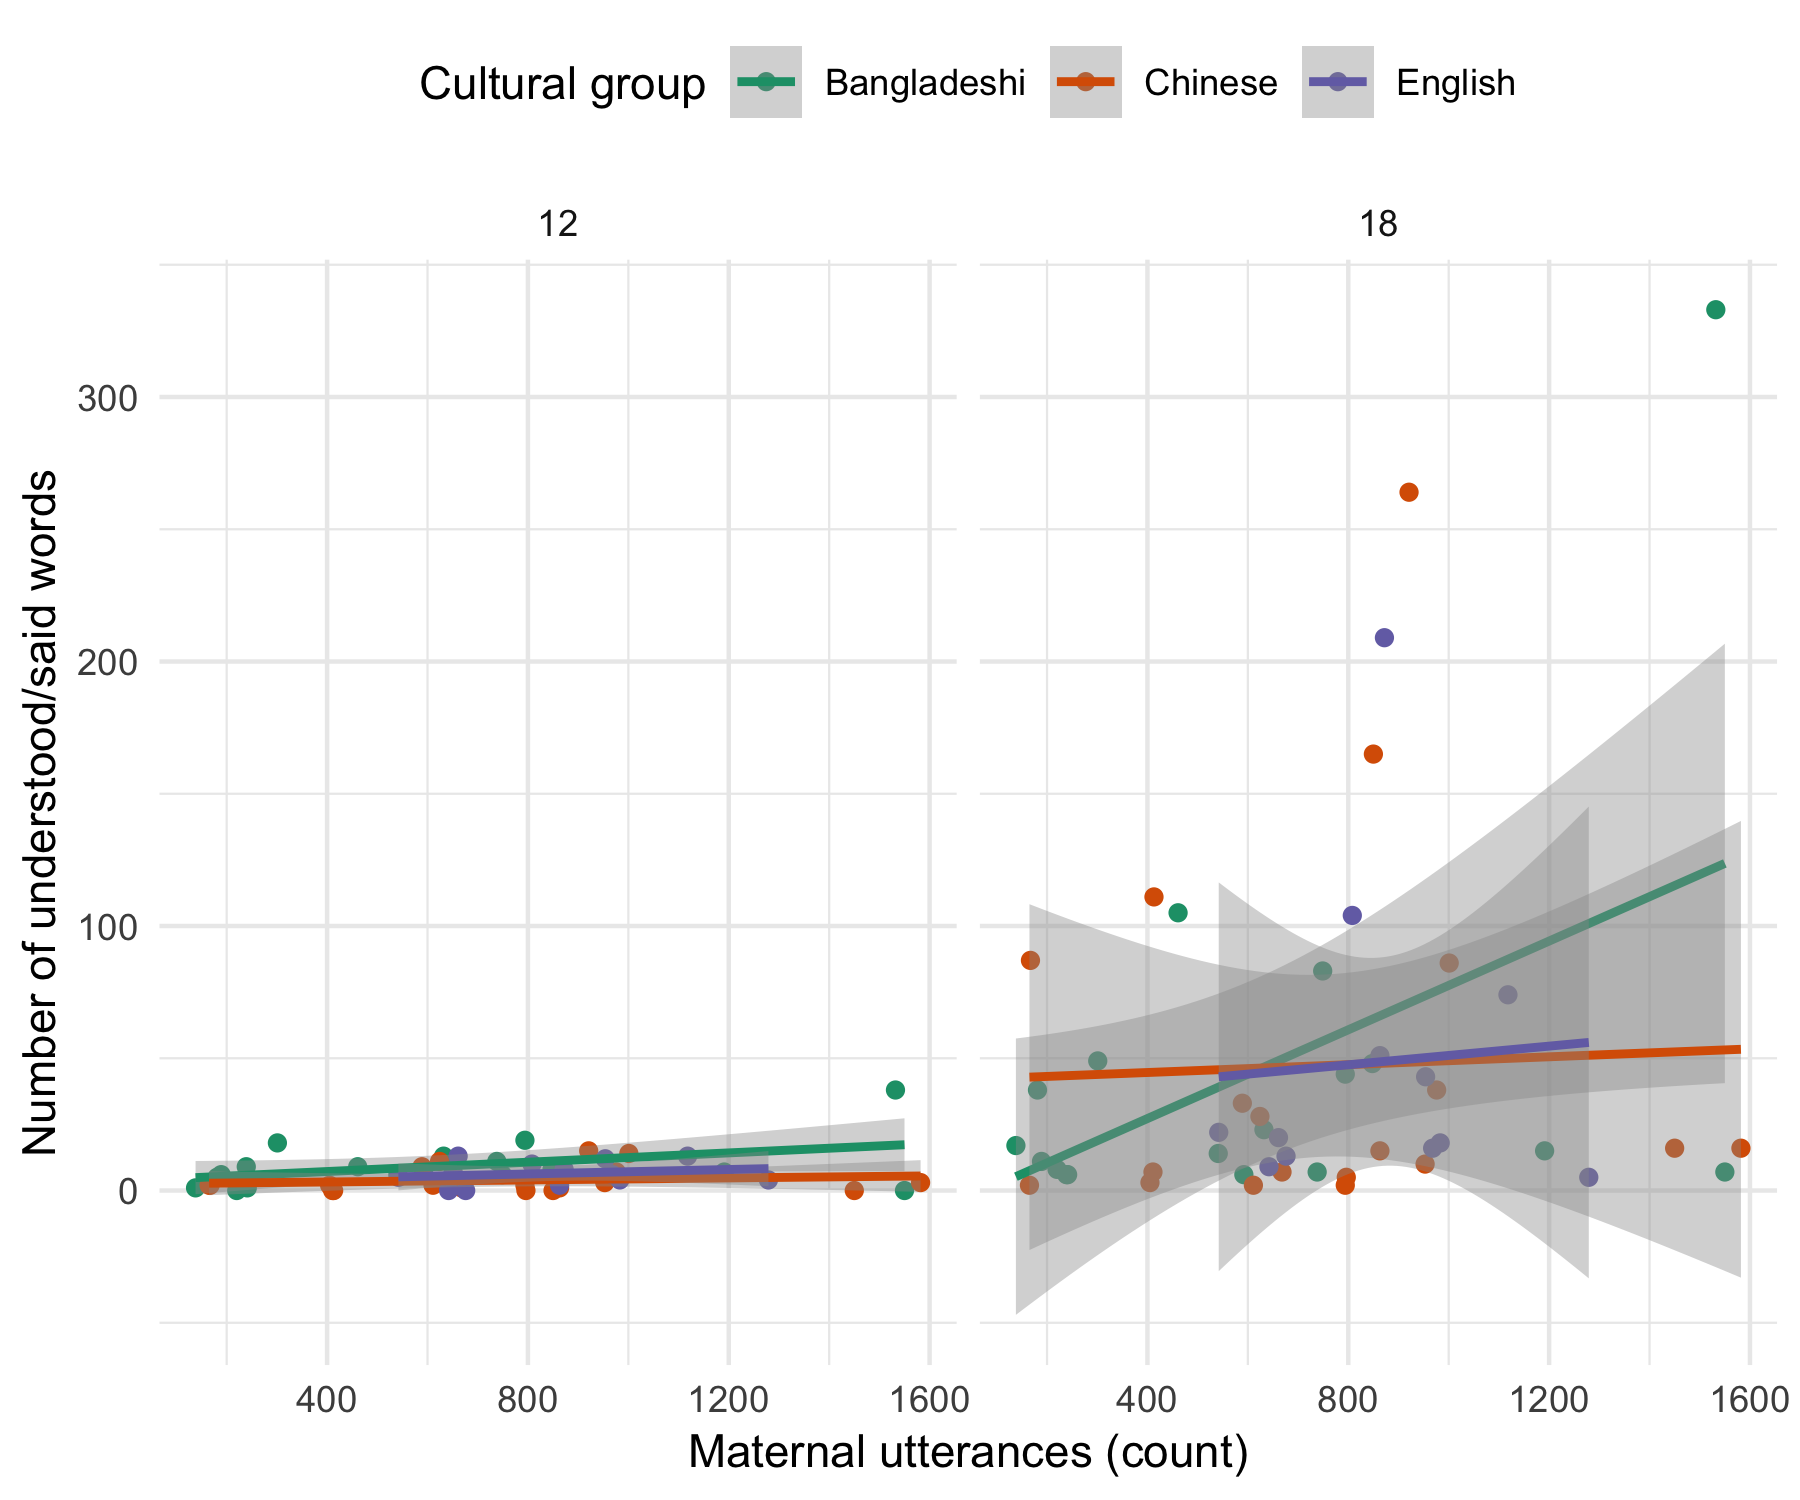 Cultural group Bangladeshi Chinese English
12 18
300
200
100
0
400 800 1200 1600 400 800 1200 1600
Number of understood/said words
Maternal utterances (count)